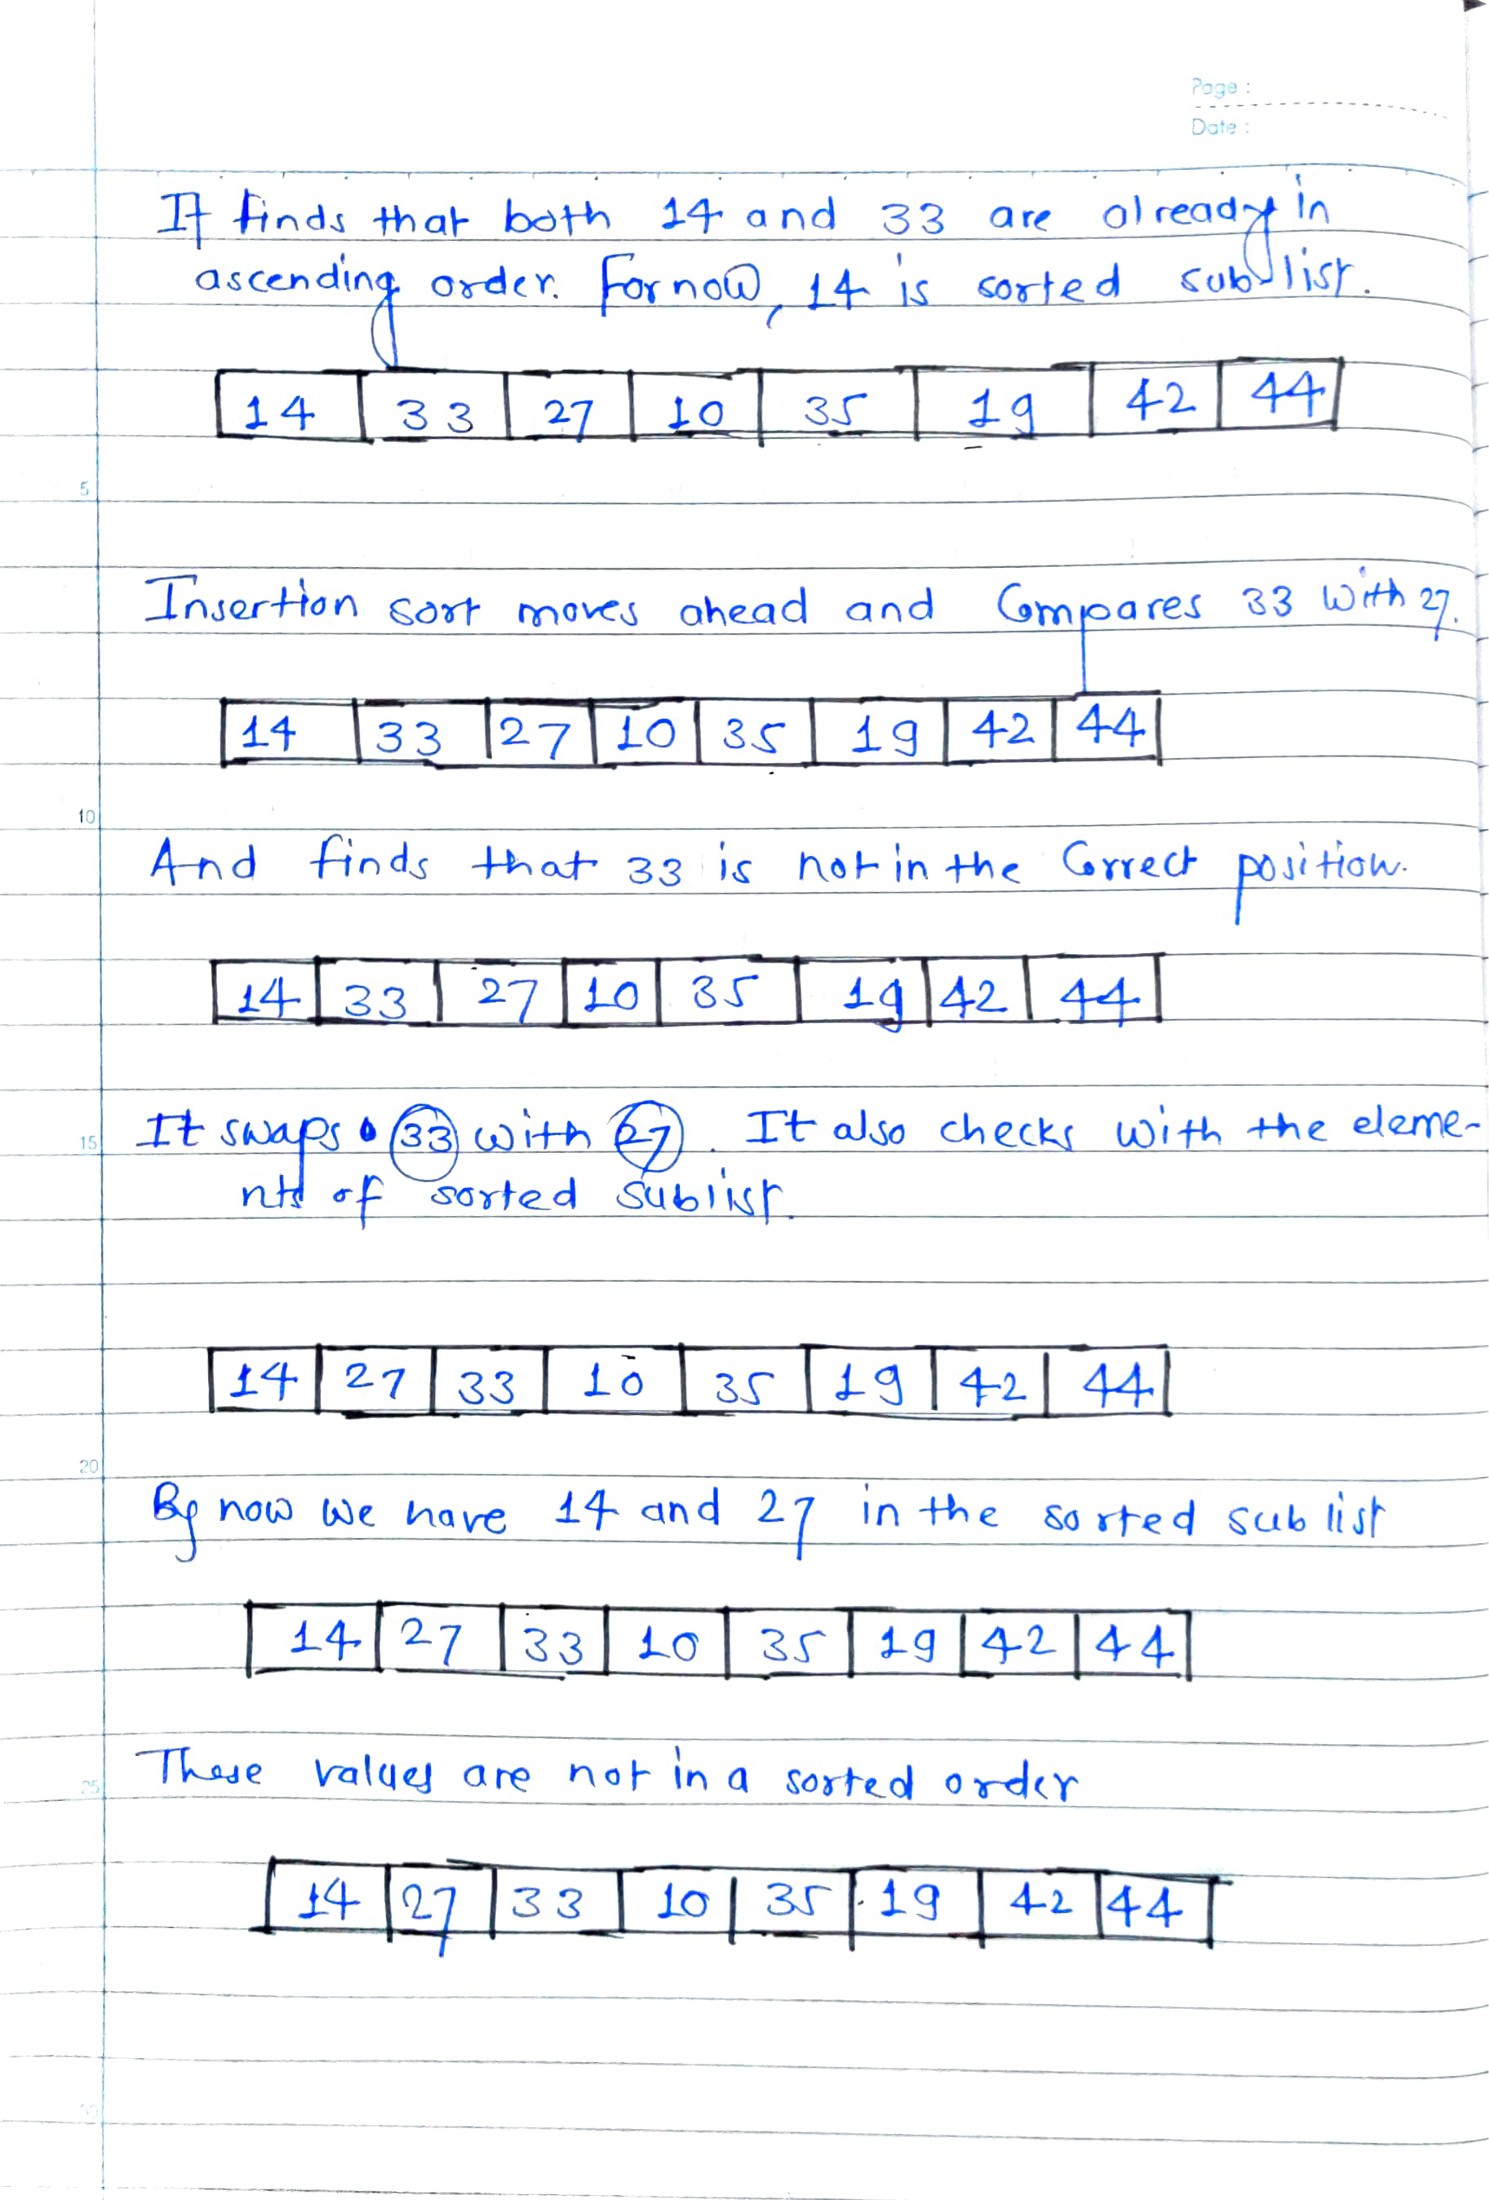 Page :
Date :
It finds that both 14 and 33 are already in
ascending order. For now, 14 is sorted sublist.
14 33 27 10 35 19 42 44
5
Insertion sort moves ahead and Compares 33 With 27.
14 33 27 10 35 19 42 44
10
And finds that 33 is not in the Correct position.
14 33 27 10 35 19 42 44
15
It swaps 33 with 27. It also checks with the eleme-
nts of sorted sublist.
14 27 33 10 35 19 42 44
20
By now we have 14 and 27 in the sorted sub list
14 27 33 10 35 19 42 44
These values are not in a sorted order
25
14 27 33 10 35 19 42 44
30